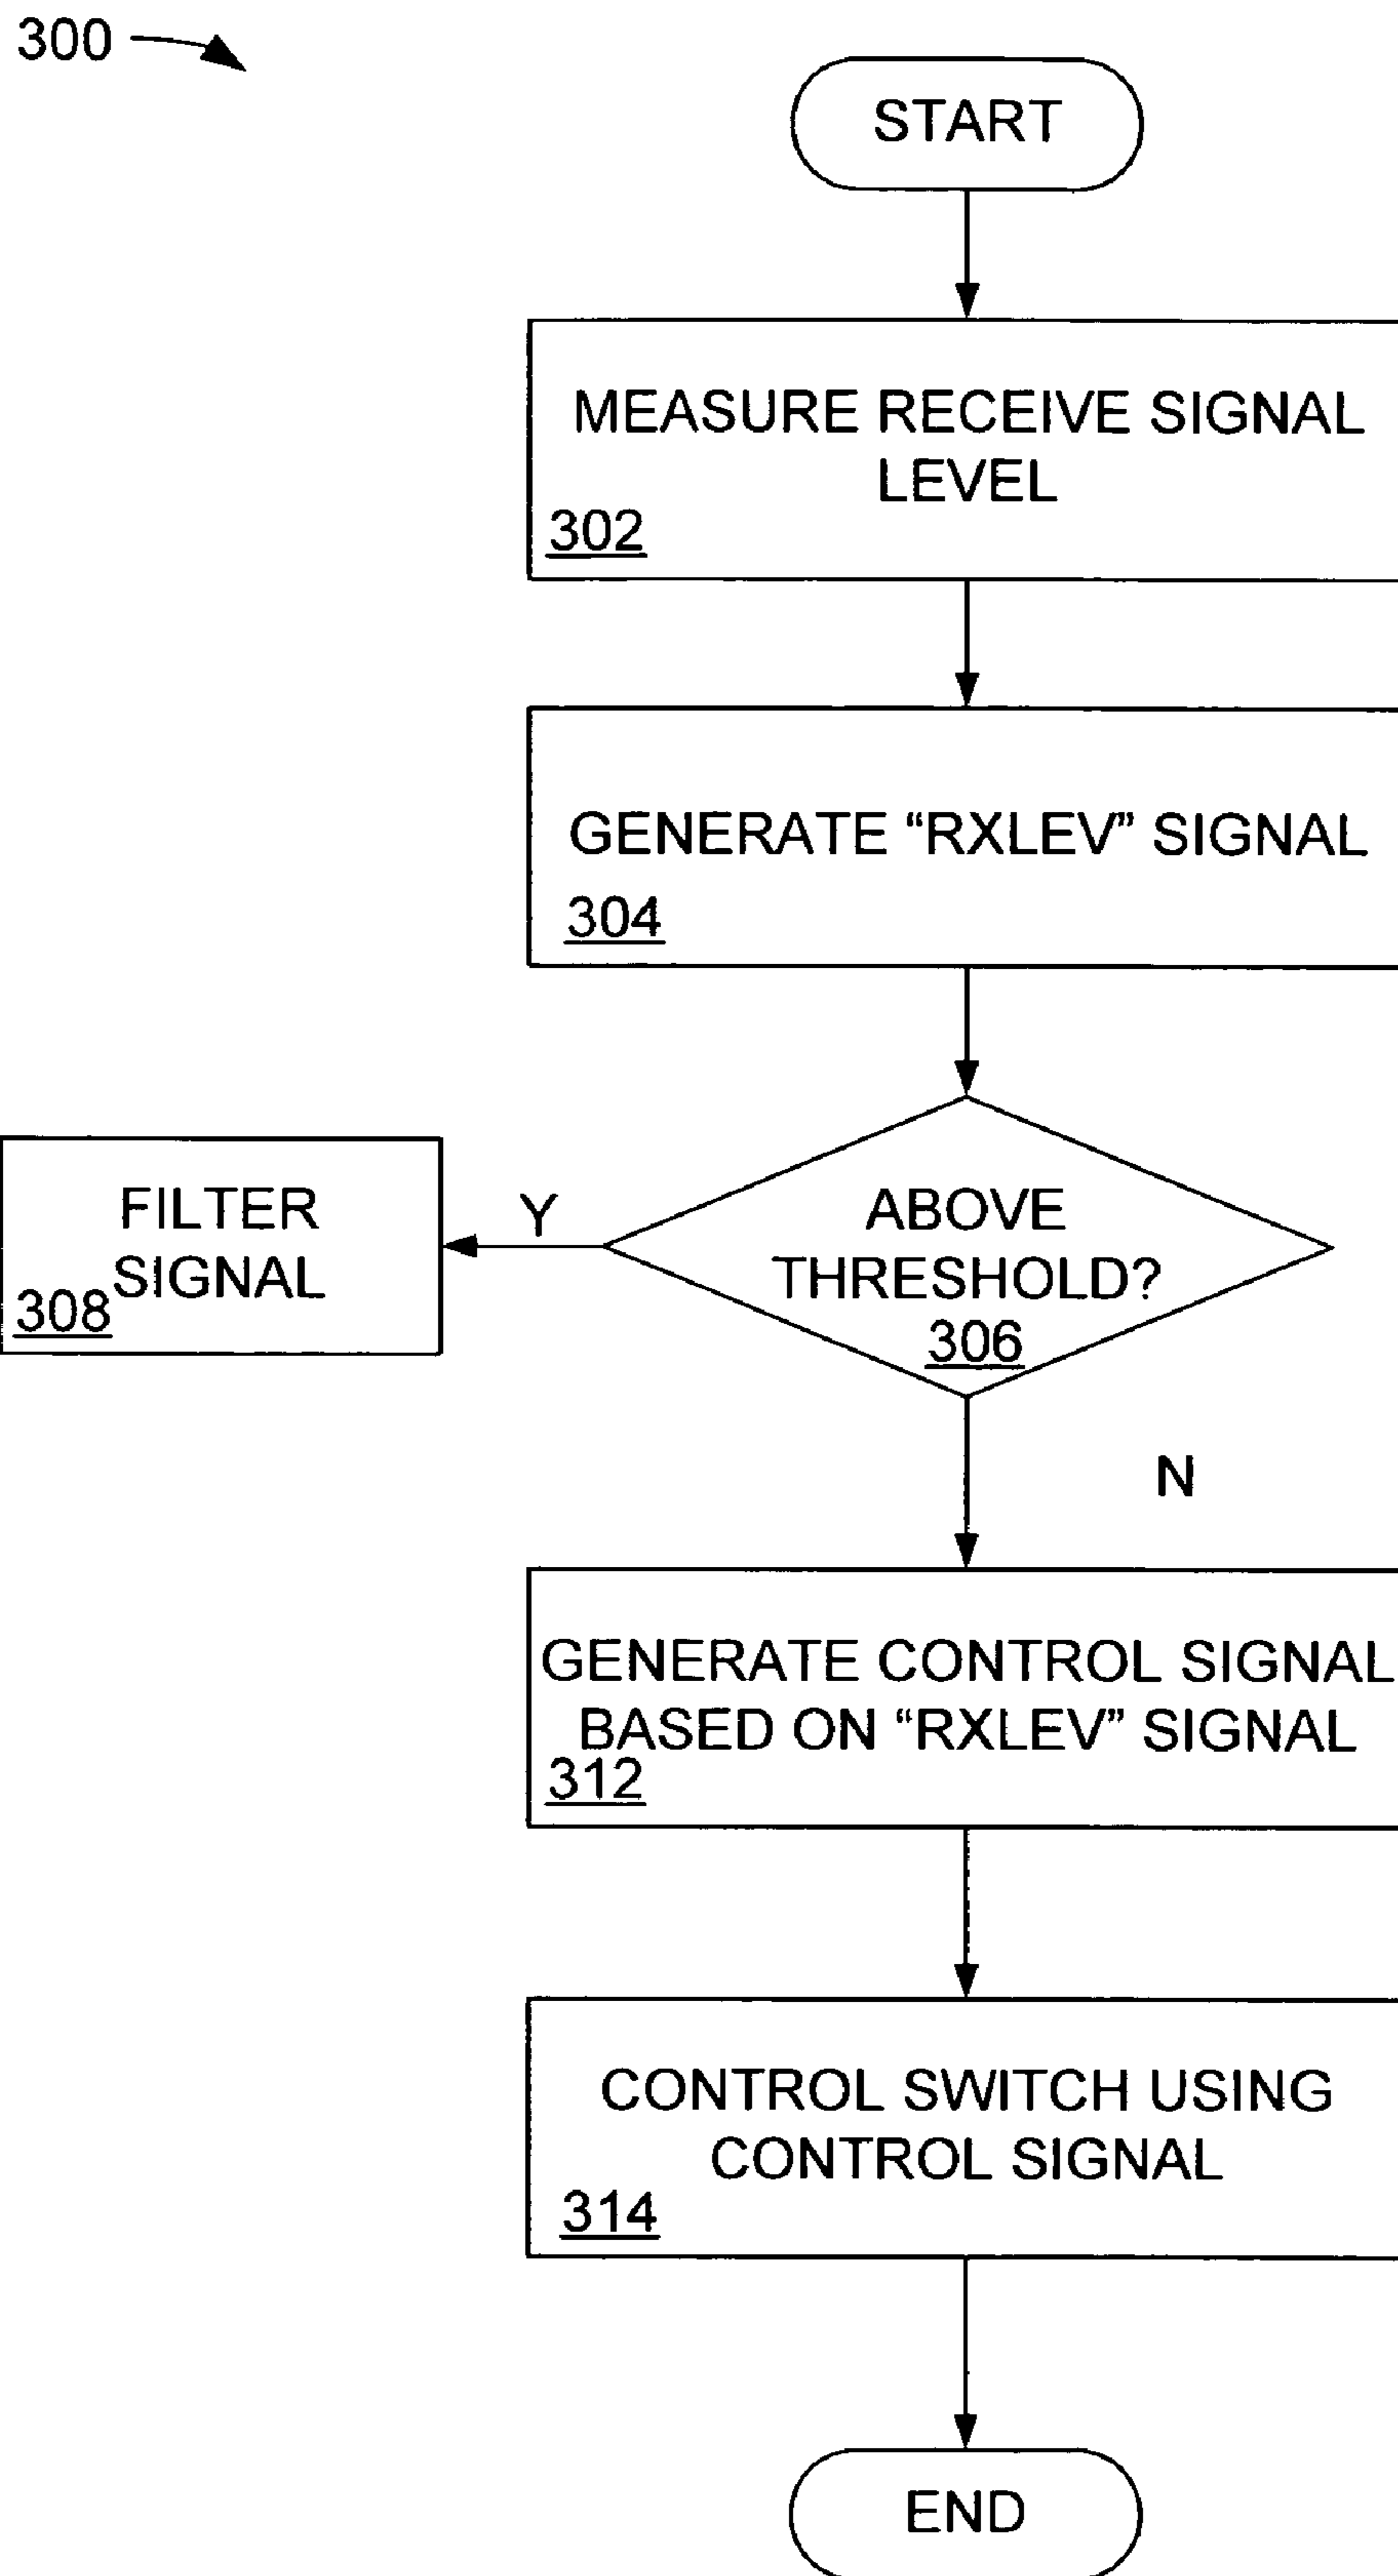 300
START
MEASURE RECEIVE SIGNAL
LEVEL
302
GENERATE “RXLEV” SIGNAL
304
ABOVE
THRESHOLD?
306
Y
FILTER
SIGNAL
308
N
GENERATE CONTROL SIGNAL
BASED ON “RXLEV” SIGNAL
312
CONTROL SWITCH USING
CONTROL SIGNAL
314
END